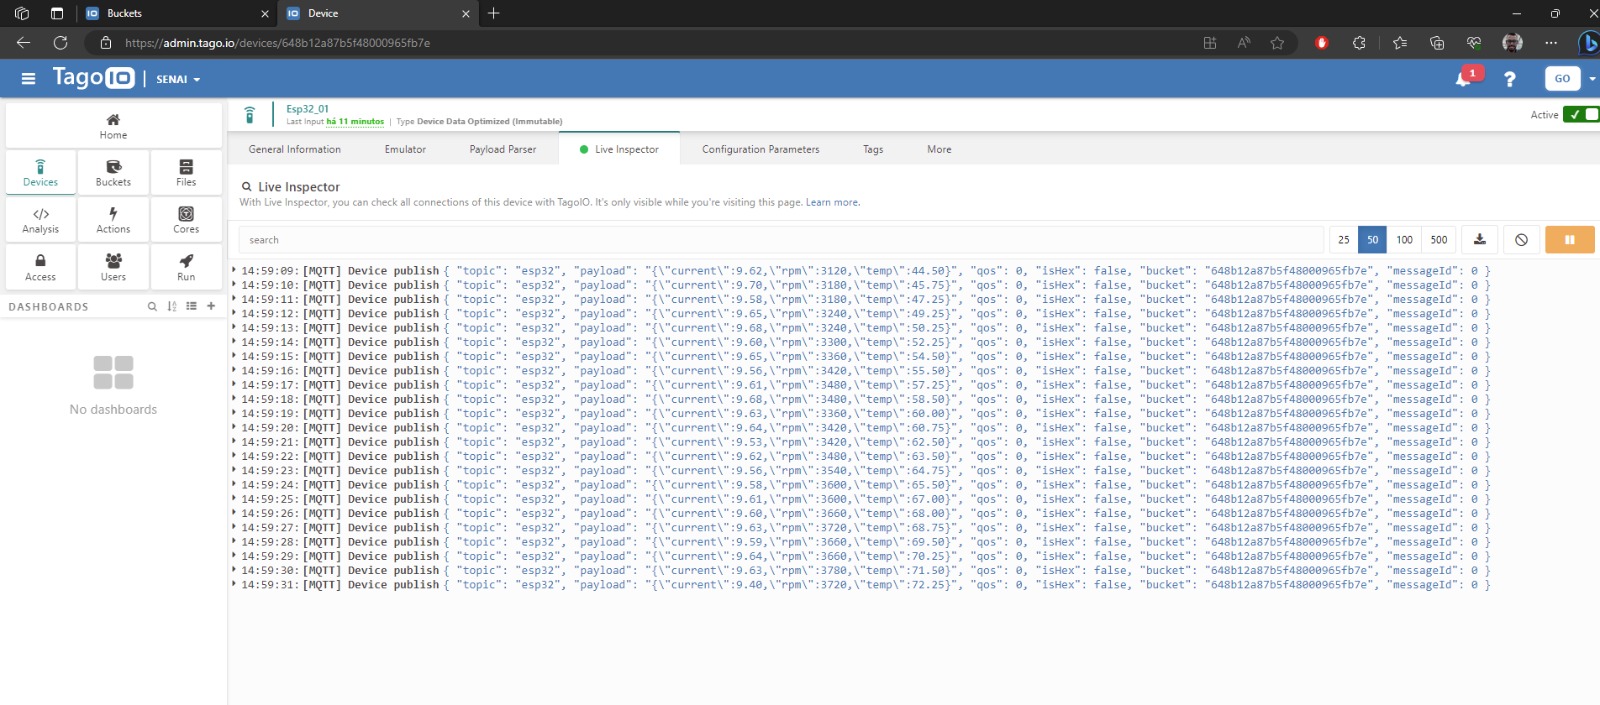 Buckets
Device
https://admin.tago.io/devices/648b12a87b5f48000965fb7e
TagoIO SENAI
1 ? GO
Home
Devices Buckets Files
Analysis Actions Cores
Access Users Run
DASHBOARDS
No dashboards
Esp32_01
Last Input há 11 minutos | Type Device Data Optimized (Immutable)
Active
General Information Emulator Payload Parser Live Inspector Configuration Parameters Tags More
Live Inspector
With Live Inspector, you can check all connections of this device with TagoIO. It's only visible while you're visiting this page. Learn more.
search 25 50 100 500
14:59:09: [MQTT] Device publish { "topic": "esp32", "payload": "{\"current\":9.62,\"rpm\":3120,\"temp\":44.50}", "qos": 0, "isHex": false, "bucket": "648b12a87b5f48000965fb7e", "messageId": 0 }
14:59:10: [MQTT] Device publish { "topic": "esp32", "payload": "{\"current\":9.70,\"rpm\":3180,\"temp\":45.75}", "qos": 0, "isHex": false, "bucket": "648b12a87b5f48000965fb7e", "messageId": 0 }
14:59:11: [MQTT] Device publish { "topic": "esp32", "payload": "{\"current\":9.58,\"rpm\":3180,\"temp\":47.25}", "qos": 0, "isHex": false, "bucket": "648b12a87b5f48000965fb7e", "messageId": 0 }
14:59:12: [MQTT] Device publish { "topic": "esp32", "payload": "{\"current\":9.65,\"rpm\":3240,\"temp\":49.25}", "qos": 0, "isHex": false, "bucket": "648b12a87b5f48000965fb7e", "messageId": 0 }
14:59:13: [MQTT] Device publish { "topic": "esp32", "payload": "{\"current\":9.68,\"rpm\":3240,\"temp\":50.25}", "qos": 0, "isHex": false, "bucket": "648b12a87b5f48000965fb7e", "messageId": 0 }
14:59:14: [MQTT] Device publish { "topic": "esp32", "payload": "{\"current\":9.60,\"rpm\":3300,\"temp\":52.25}", "qos": 0, "isHex": false, "bucket": "648b12a87b5f48000965fb7e", "messageId": 0 }
14:59:15: [MQTT] Device publish { "topic": "esp32", "payload": "{\"current\":9.65,\"rpm\":3360,\"temp\":54.50}", "qos": 0, "isHex": false, "bucket": "648b12a87b5f48000965fb7e", "messageId": 0 }
14:59:16: [MQTT] Device publish { "topic": "esp32", "payload": "{\"current\":9.56,\"rpm\":3420,\"temp\":55.50}", "qos": 0, "isHex": false, "bucket": "648b12a87b5f48000965fb7e", "messageId": 0 }
14:59:17: [MQTT] Device publish { "topic": "esp32", "payload": "{\"current\":9.61,\"rpm\":3480,\"temp\":57.25}", "qos": 0, "isHex": false, "bucket": "648b12a87b5f48000965fb7e", "messageId": 0 }
14:59:18: [MQTT] Device publish { "topic": "esp32", "payload": "{\"current\":9.68,\"rpm\":3480,\"temp\":58.50}", "qos": 0, "isHex": false, "bucket": "648b12a87b5f48000965fb7e", "messageId": 0 }
14:59:19: [MQTT] Device publish { "topic": "esp32", "payload": "{\"current\":9.63,\"rpm\":3360,\"temp\":60.00}", "qos": 0, "isHex": false, "bucket": "648b12a87b5f48000965fb7e", "messageId": 0 }
14:59:20: [MQTT] Device publish { "topic": "esp32", "payload": "{\"current\":9.64,\"rpm\":3420,\"temp\":60.75}", "qos": 0, "isHex": false, "bucket": "648b12a87b5f48000965fb7e", "messageId": 0 }
14:59:21: [MQTT] Device publish { "topic": "esp32", "payload": "{\"current\":9.53,\"rpm\":3420,\"temp\":62.50}", "qos": 0, "isHex": false, "bucket": "648b12a87b5f48000965fb7e", "messageId": 0 }
14:59:22: [MQTT] Device publish { "topic": "esp32", "payload": "{\"current\":9.62,\"rpm\":3480,\"temp\":63.50}", "qos": 0, "isHex": false, "bucket": "648b12a87b5f48000965fb7e", "messageId": 0 }
14:59:23: [MQTT] Device publish { "topic": "esp32", "payload": "{\"current\":9.56,\"rpm\":3540,\"temp\":64.75}", "qos": 0, "isHex": false, "bucket": "648b12a87b5f48000965fb7e", "messageId": 0 }
14:59:24: [MQTT] Device publish { "topic": "esp32", "payload": "{\"current\":9.58,\"rpm\":3600,\"temp\":65.50}", "qos": 0, "isHex": false, "bucket": "648b12a87b5f48000965fb7e", "messageId": 0 }
14:59:25: [MQTT] Device publish { "topic": "esp32", "payload": "{\"current\":9.61,\"rpm\":3600,\"temp\":67.00}", "qos": 0, "isHex": false, "bucket": "648b12a87b5f48000965fb7e", "messageId": 0 }
14:59:26: [MQTT] Device publish { "topic": "esp32", "payload": "{\"current\":9.60,\"rpm\":3660,\"temp\":68.00}", "qos": 0, "isHex": false, "bucket": "648b12a87b5f48000965fb7e", "messageId": 0 }
14:59:27: [MQTT] Device publish { "topic": "esp32", "payload": "{\"current\":9.63,\"rpm\":3720,\"temp\":68.75}", "qos": 0, "isHex": false, "bucket": "648b12a87b5f48000965fb7e", "messageId": 0 }
14:59:28: [MQTT] Device publish { "topic": "esp32", "payload": "{\"current\":9.59,\"rpm\":3660,\"temp\":69.50}", "qos": 0, "isHex": false, "bucket": "648b12a87b5f48000965fb7e", "messageId": 0 }
14:59:29: [MQTT] Device publish { "topic": "esp32", "payload": "{\"current\":9.64,\"rpm\":3660,\"temp\":70.25}", "qos": 0, "isHex": false, "bucket": "648b12a87b5f48000965fb7e", "messageId": 0 }
14:59:30: [MQTT] Device publish { "topic": "esp32", "payload": "{\"current\":9.63,\"rpm\":3780,\"temp\":71.50}", "qos": 0, "isHex": false, "bucket": "648b12a87b5f48000965fb7e", "messageId": 0 }
14:59:31: [MQTT] Device publish { "topic": "esp32", "payload": "{\"current\":9.40,\"rpm\":3720,\"temp\":72.25}", "qos": 0, "isHex": false, "bucket": "648b12a87b5f48000965fb7e", "messageId": 0 }